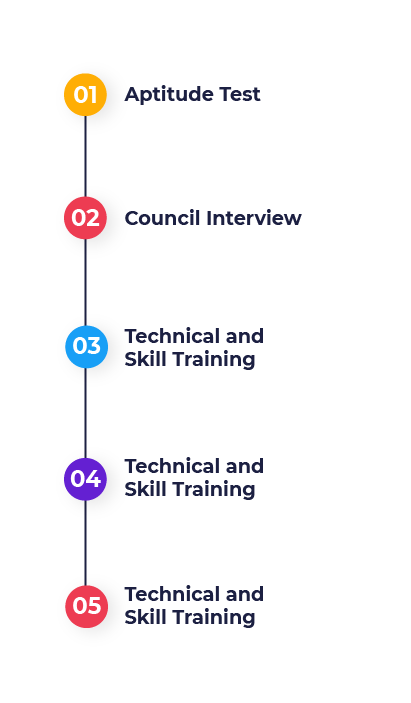 01 Aptitude Test
02 Council Interview
03 Technical and
Skill Training
04 Technical and
Skill Training
05 Technical and
Skill Training